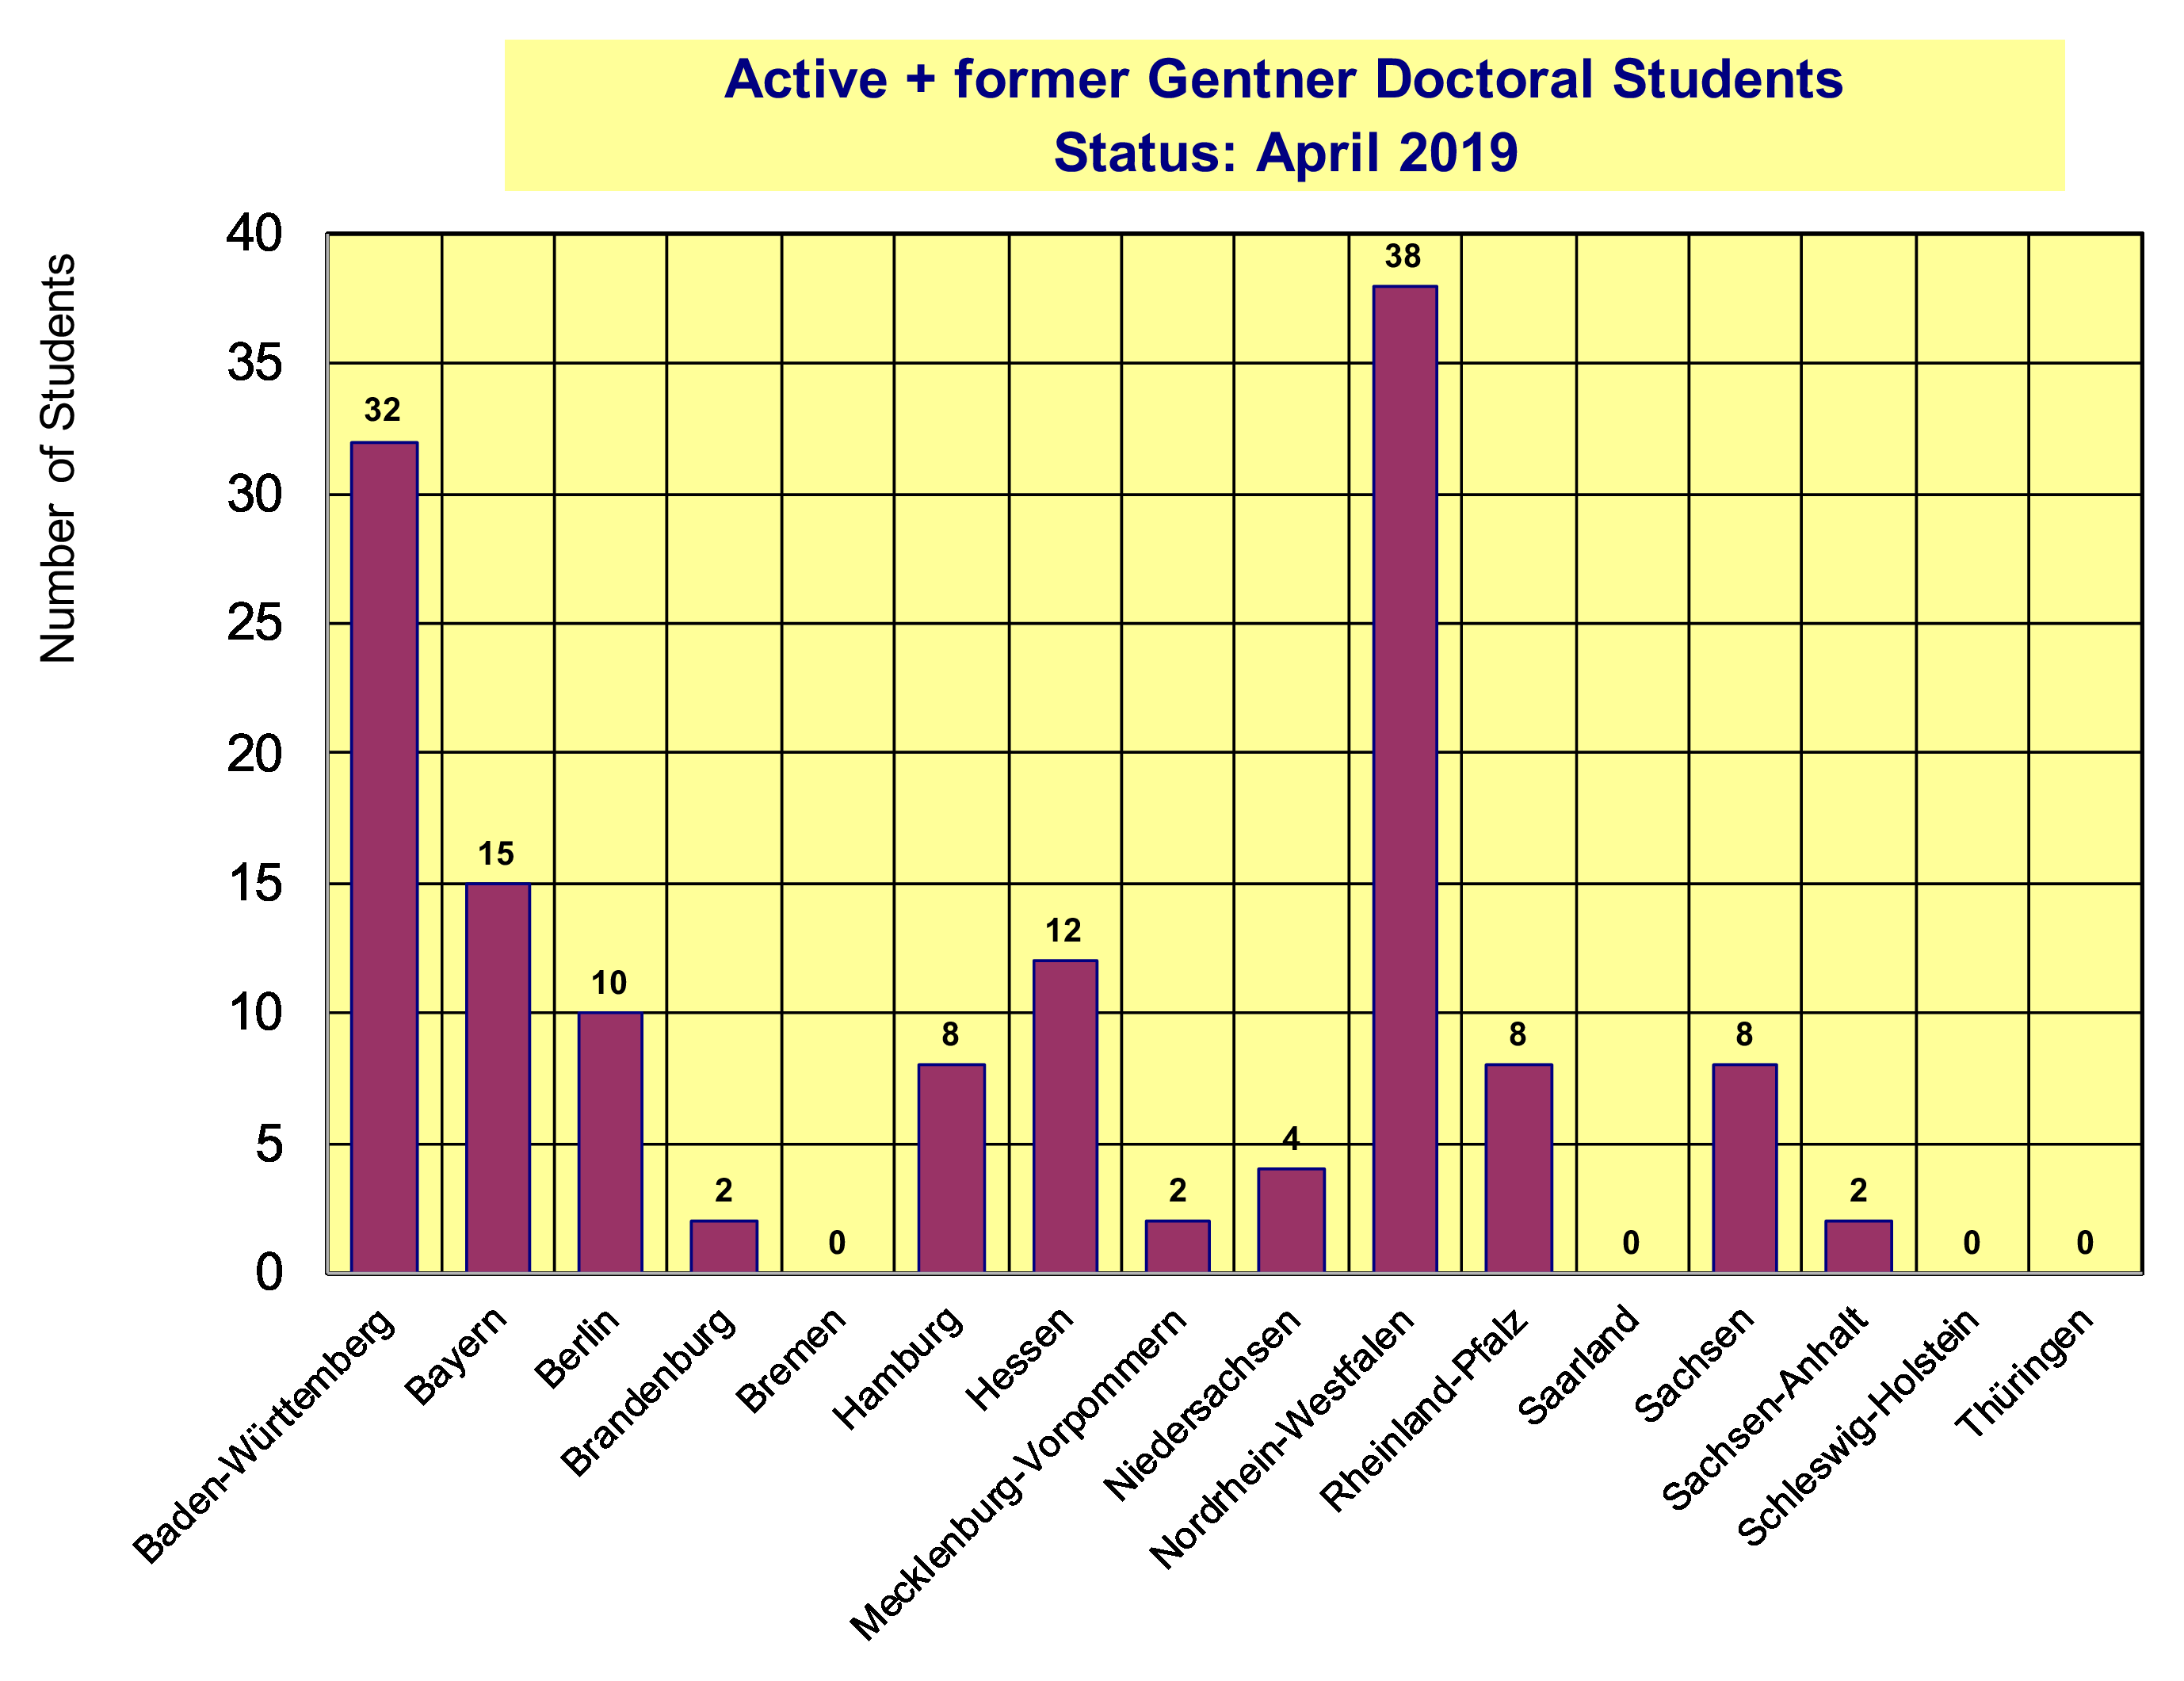 Active + former Gentner Doctoral Students
Status: April 2019
Number of Students
40
35
30
25
20
15
10
5
0
32
15
10
2
0
8
12
2
4
38
8
0
8
2
0
0
Baden-Württemberg
Bayern
Berlin
Brandenburg
Bremen
Hamburg
Hessen
Mecklenburg-Vorpommern
Niedersachsen
Nordrhein-Westfalen
Rheinland-Pfalz
Saarland
Sachsen
Sachsen-Anhalt
Schleswig-Holstein
Thüringen